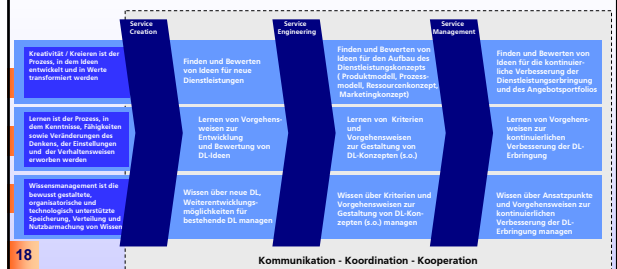 Service
Creation
Service
Engineering
Service
Management
Kreativität / Kreieren ist der
Prozess, in dem Ideen
entwickelt und in Werte
transformiert werden
Finden und Bewerten
von Ideen für neue
Dienstleistungen
Finden und Bewerten von
Ideen für den Aufbau des
Dienstleistungskonzepts
( Produktmodell, Prozess-
modell, Ressourcenkonzept,
Marketingkonzept)
Finden und Bewerten von
Ideen für die kontinuier-
liche Verbesserung der
Dienstleistungserbringung
und des Angebotsportfolios
Lernen ist der Prozess, in
dem Kenntnisse, Fähigkeiten
sowie Veränderungen des
Denkens, der Einstellungen
und der Verhaltensweisen
erworben werden
Lernen von Vorgehens-
weisen zur
Entwicklung
und Bewertung von
DL-Ideen
Lernen von Kriterien
und
Vorgehensweisen
zur Gestaltung von
DL-Konzepten (s.o.)
Lernen von Vorgehens-
weisen zur
kontinuierlichen
Verbesserung der DL-
Erbringung
Wissensmanagement ist die
bewusst gestaltete,
organisatorische und
technologisch unterstützte
Speicherung, Verteilung und
Nutzbarmachung von Wissen
Wissen über neue DL,
Weiterentwicklungs-
möglichkeiten für
bestehende DL managen
Wissen über Kriterien und
Vorgehensweisen zur
Gestaltung von DL-Kon-
zepten (s.o.) managen
Wissen über Ansatzpunkte
und Vorgehensweisen zur
kontinuierlichen
Verbesserung der DL-
Erbringung managen
18
Kommunikation - Koordination - Kooperation